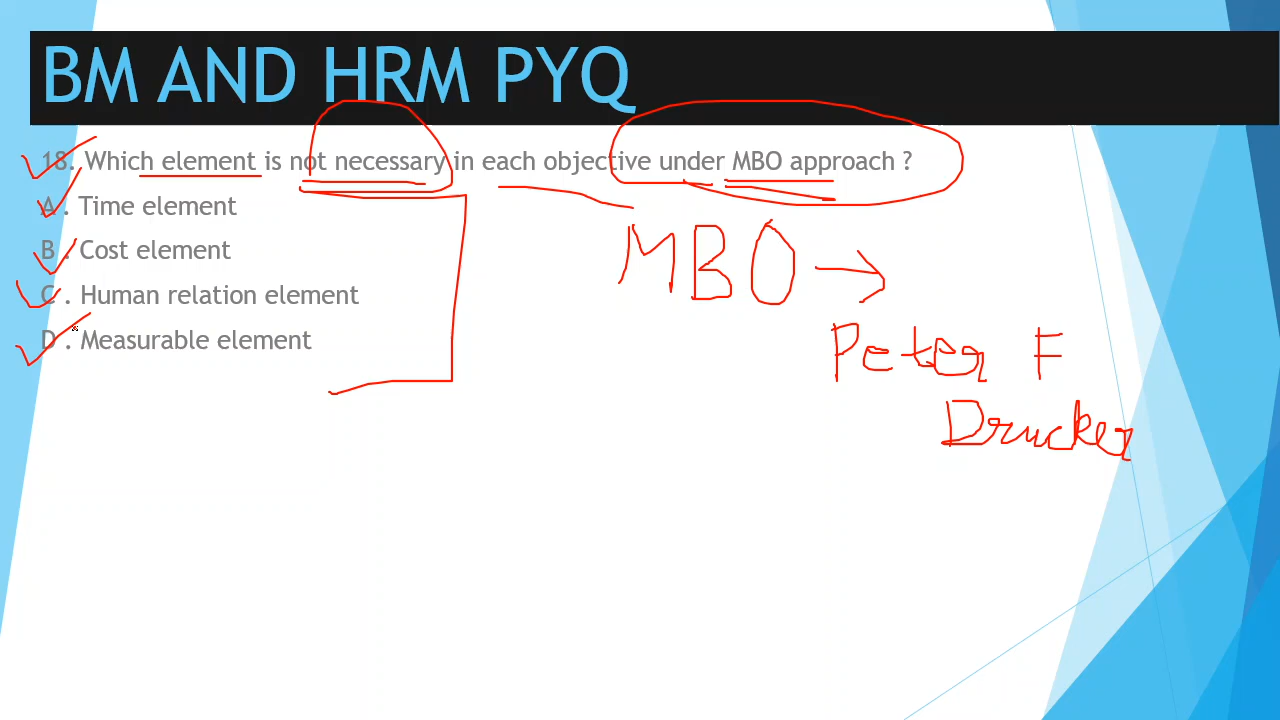 BM AND HRM PYQ
18. Which element is not necessary in each objective under MBO approach ?
A . Time element
B . Cost element
C . Human relation element
D . Measurable element
MBO →
Peter F
Drucker